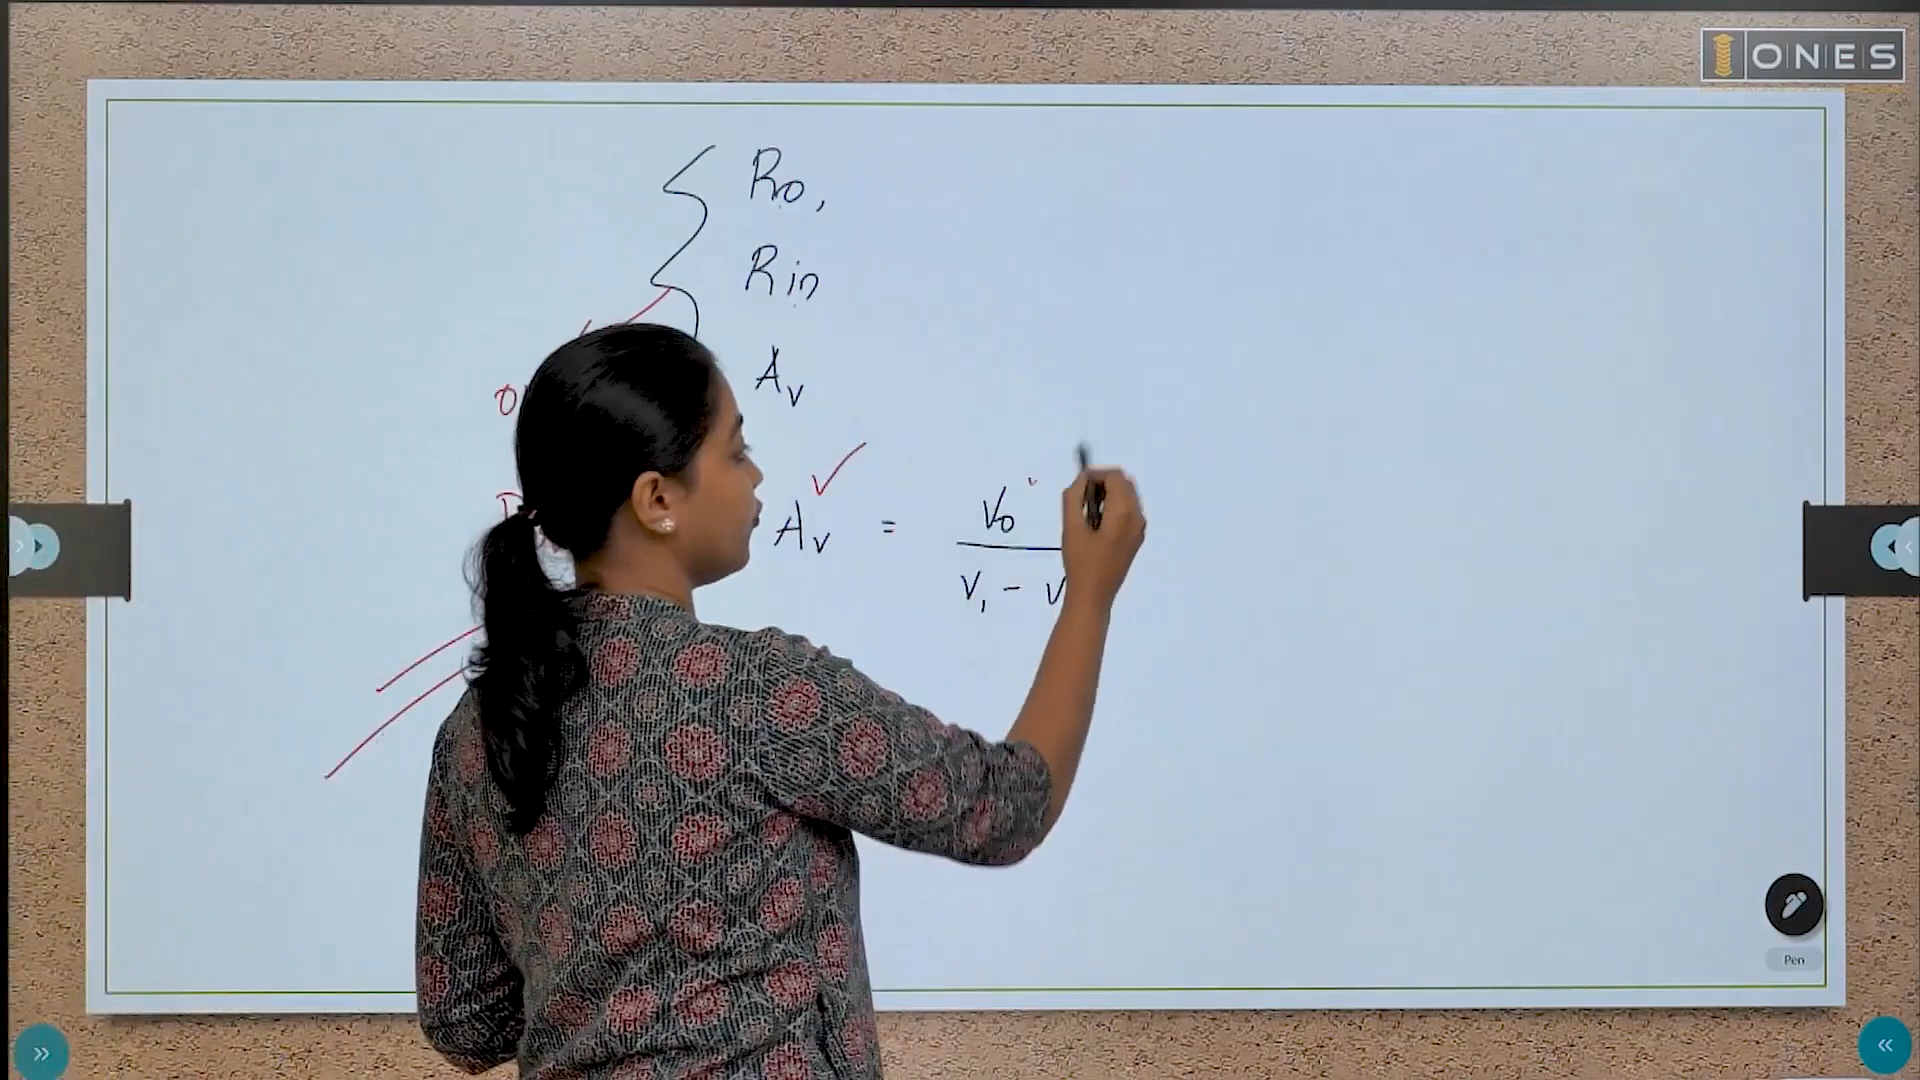 ONES
Ro,
Rin
Av
Av = Vo
V1 - V
Pen